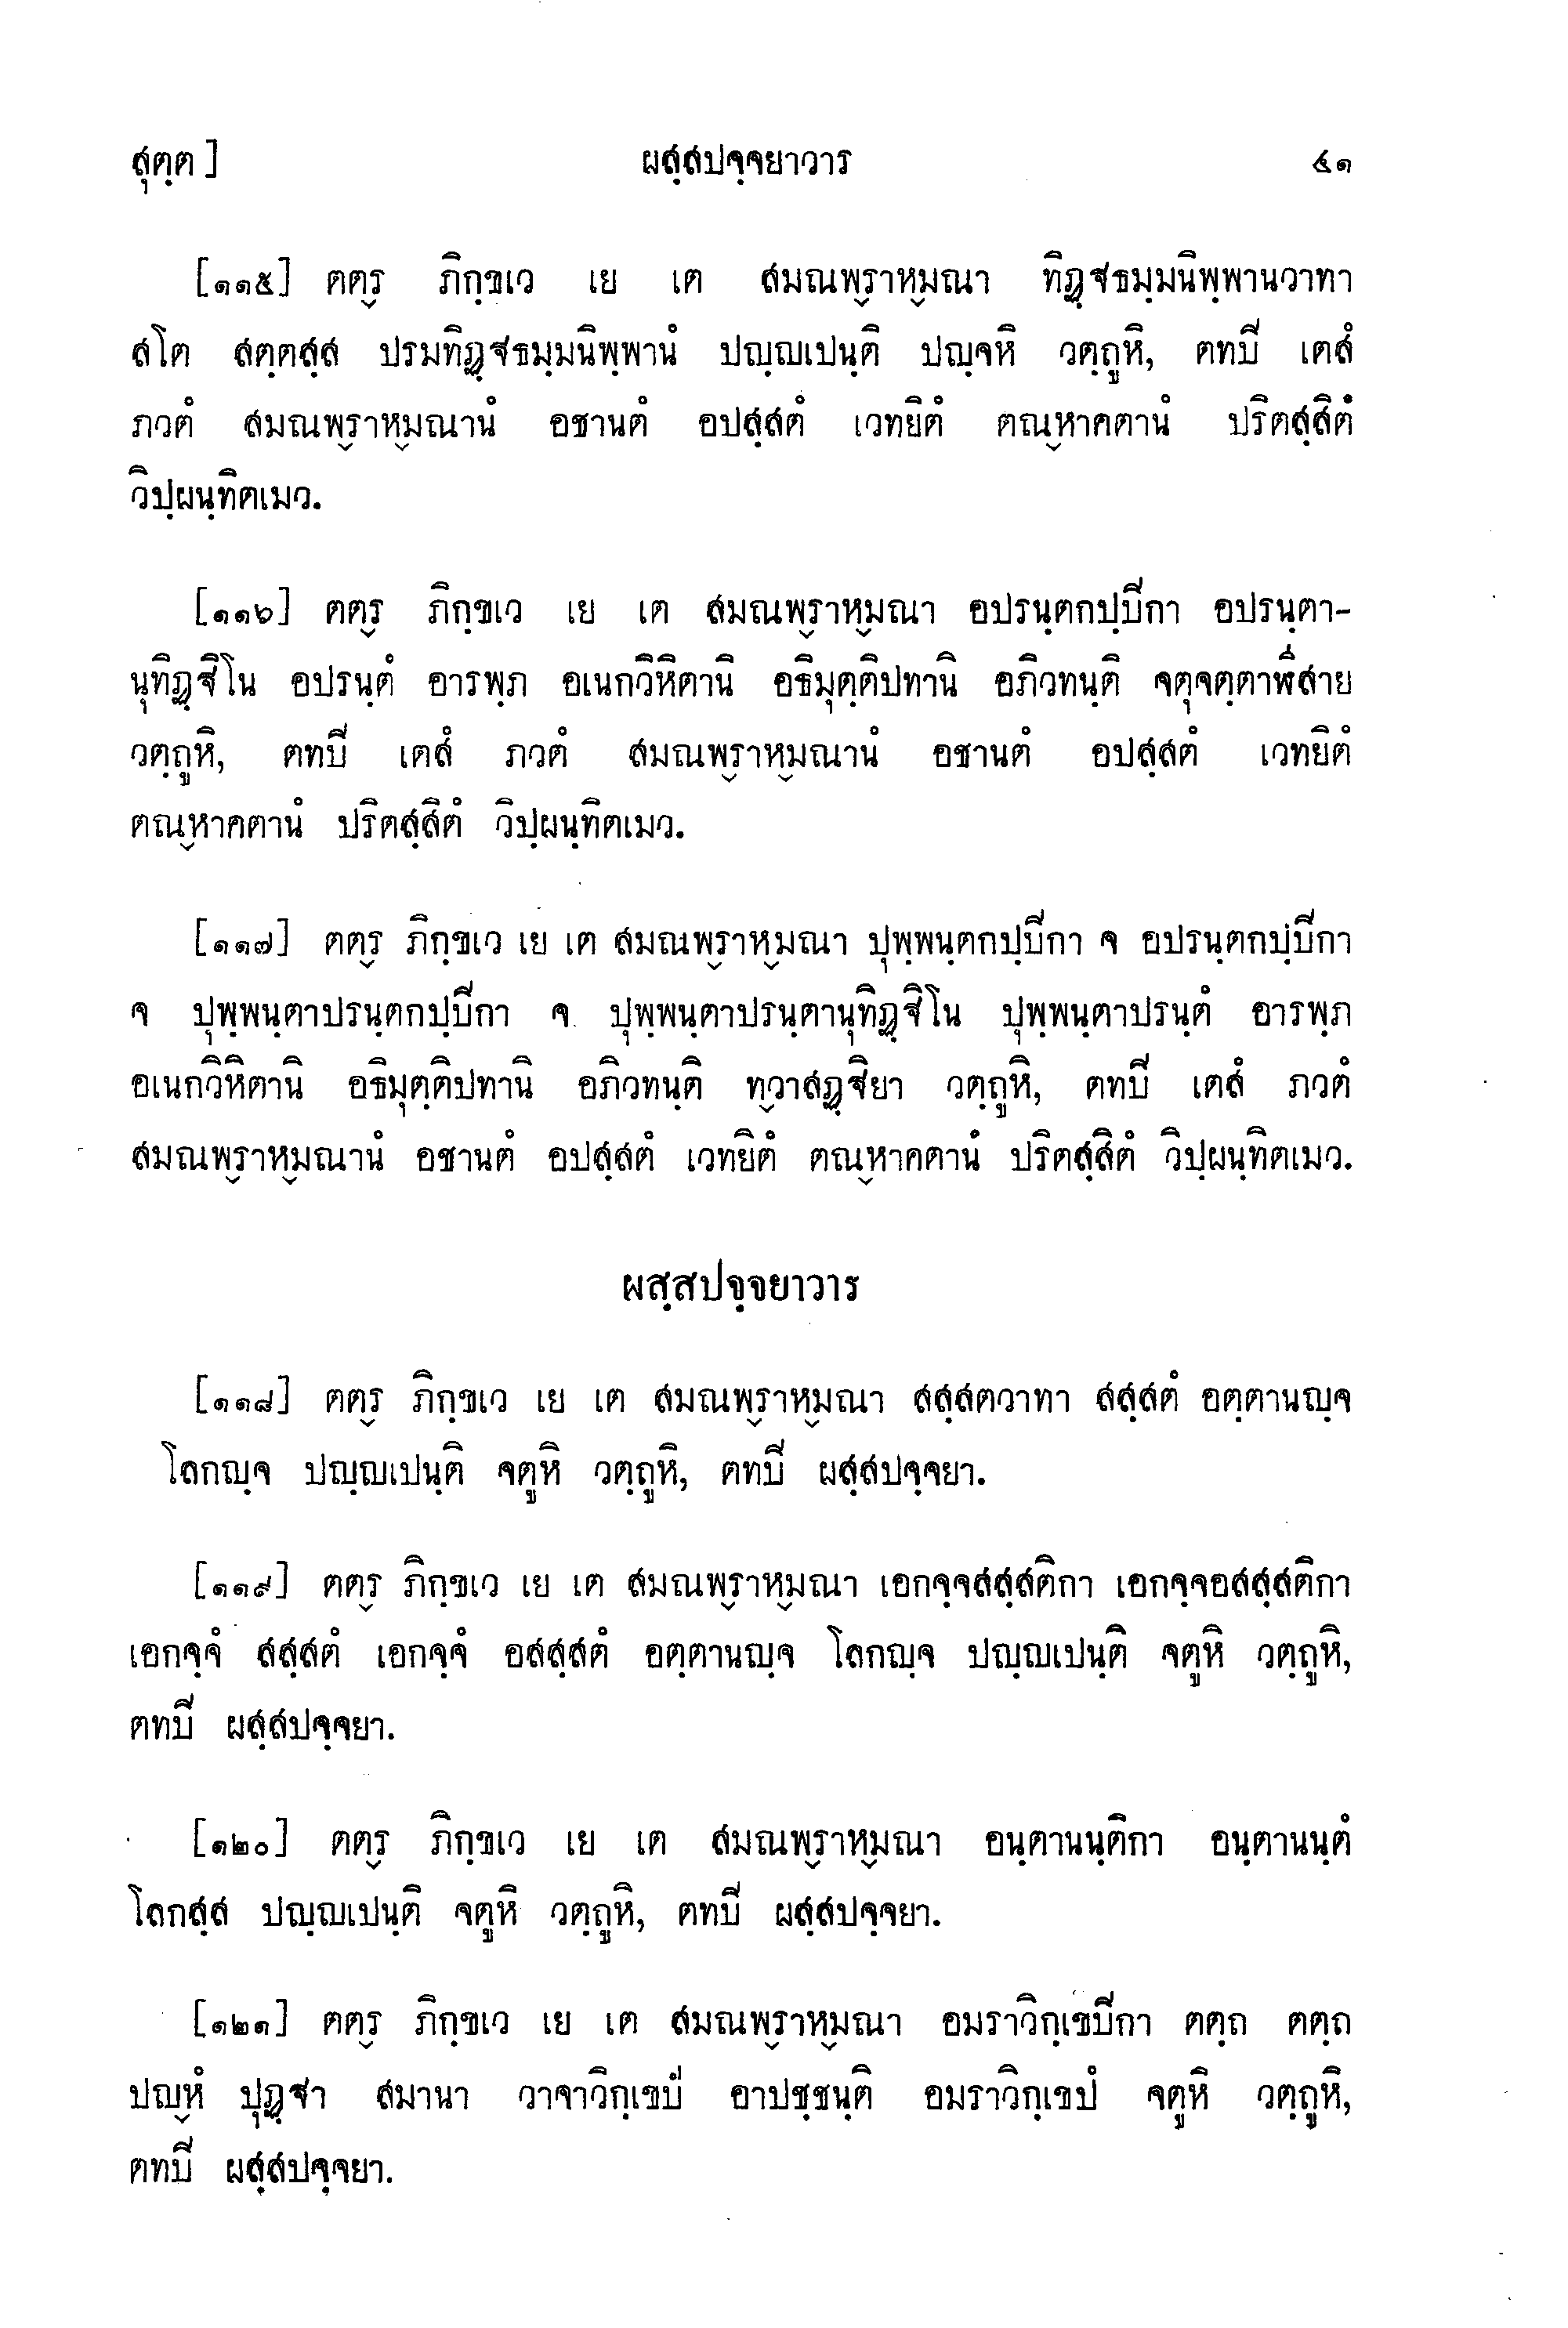 สุตฺต]	ผสฺสปจฺจยาวาร	๔๑
[๑๑๕] ตต๎ร ภิกฺขเว เย เต สมณพ๎ราห๎มณา ทิฏฺฐธมฺมนิพฺพานวาทา
สโต สตฺตสฺส ปรมทิฏฺฐธมฺมนิพฺพานํ ปญฺญเปนฺติ ปญฺจหิ วตฺถูหิ, ตทปิ เตสํ
ภวตํ สมณพ๎ราห๎มณานํ อชานตํ อปสฺสตํ เวทยิตํ ตณ๎หาคตานํ ปริตสฺสิตํ
วิปฺผนฺทิตเมว.
[๑๑๖] ตต๎ร ภิกฺขเว เย เต สมณพ๎ราห๎มณา อปรนฺตกปฺปิกา อปรนฺตา-
นุทิฏฺฐิโน อปรนฺตํ อารพฺภ อเนกวิหิตานิ อธิมุตฺติปทานิ อภิวทนฺติ จตุจตฺตาฬีสาย
วตฺถูหิ, ตทปิ เตสํ ภวตํ สมณพ๎ราห๎มณานํ อชานตํ อปสฺสตํ เวทยิตํ
ตณ๎หาคตานํ ปริตสฺสิตํ วิปฺผนฺทิตเมว.
[๑๑๗] ตต๎ร ภิกฺขเว เย เต สมณพ๎ราห๎มณา ปุพฺพนฺตกปฺปิกา จ อปรนฺตกปฺปิกา
จ ปุพฺพนฺตาปรนฺตกปฺปิกา จ ปุพฺพนฺตาปรนฺตานุทิฏฺฐิโน ปุพฺพนฺตาปรนฺตํ อารพฺภ
อเนกวิหิตานิ อธิมุตฺติปทานิ อภิวทนฺติ ท๎วาสฏฺฐิยา วตฺถูหิ, ตทปิ เตสํ ภวตํ
สมณพ๎ราห๎มณานํ อชานตํ อปสฺสตํ เวทยิตํ ตณ๎หาคตานํ ปริตสฺสิตํ วิปฺผนฺทิตเมว.
ผสฺสปจฺจยาวาร
[๑๑๘] ตต๎ร ภิกฺขเว เย เต สมณพ๎ราห๎มณา สสฺสตวาทา สสฺสตํ อตฺตานญฺจ
โลกญฺจ ปญฺญเปนฺติ จตูหิ วตฺถูหิ, ตทปิ ผสฺสปจฺจยา.
[๑๑๙] ตต๎ร ภิกฺขเว เย เต สมณพ๎ราห๎มณา เอกจฺจสสฺสติกา เอกจฺจอสสฺสติกา
เอกจฺจํ สสฺสตํ เอกจฺจํ อสสฺสตํ อตฺตานญฺจ โลกญฺจ ปญฺญเปนฺติ จตูหิ วตฺถูหิ,
ตทปิ ผสฺสปจฺจยา.
[๑๒๐] ตต๎ร ภิกฺขเว เย เต สมณพ๎ราห๎มณา อนฺตานนฺติกา อนฺตานนฺตํ
โลกสฺส ปญฺญเปนฺติ จตูหิ วตฺถูหิ, ตทปิ ผสฺสปจฺจยา.
[๑๒๑] ตต๎ร ภิกฺขเว เย เต สมณพ๎ราห๎มณา อมราวิกฺเขปิกา ตตฺถ ตตฺถ
ปญ๎หํ ปุฏฺฐา สมานา วาจาวิกฺเขปํ อาปชฺชนฺติ อมราวิกฺเขปํ จตูหิ วตฺถูหิ,
ตทปิ ผสฺสปจฺจยา.